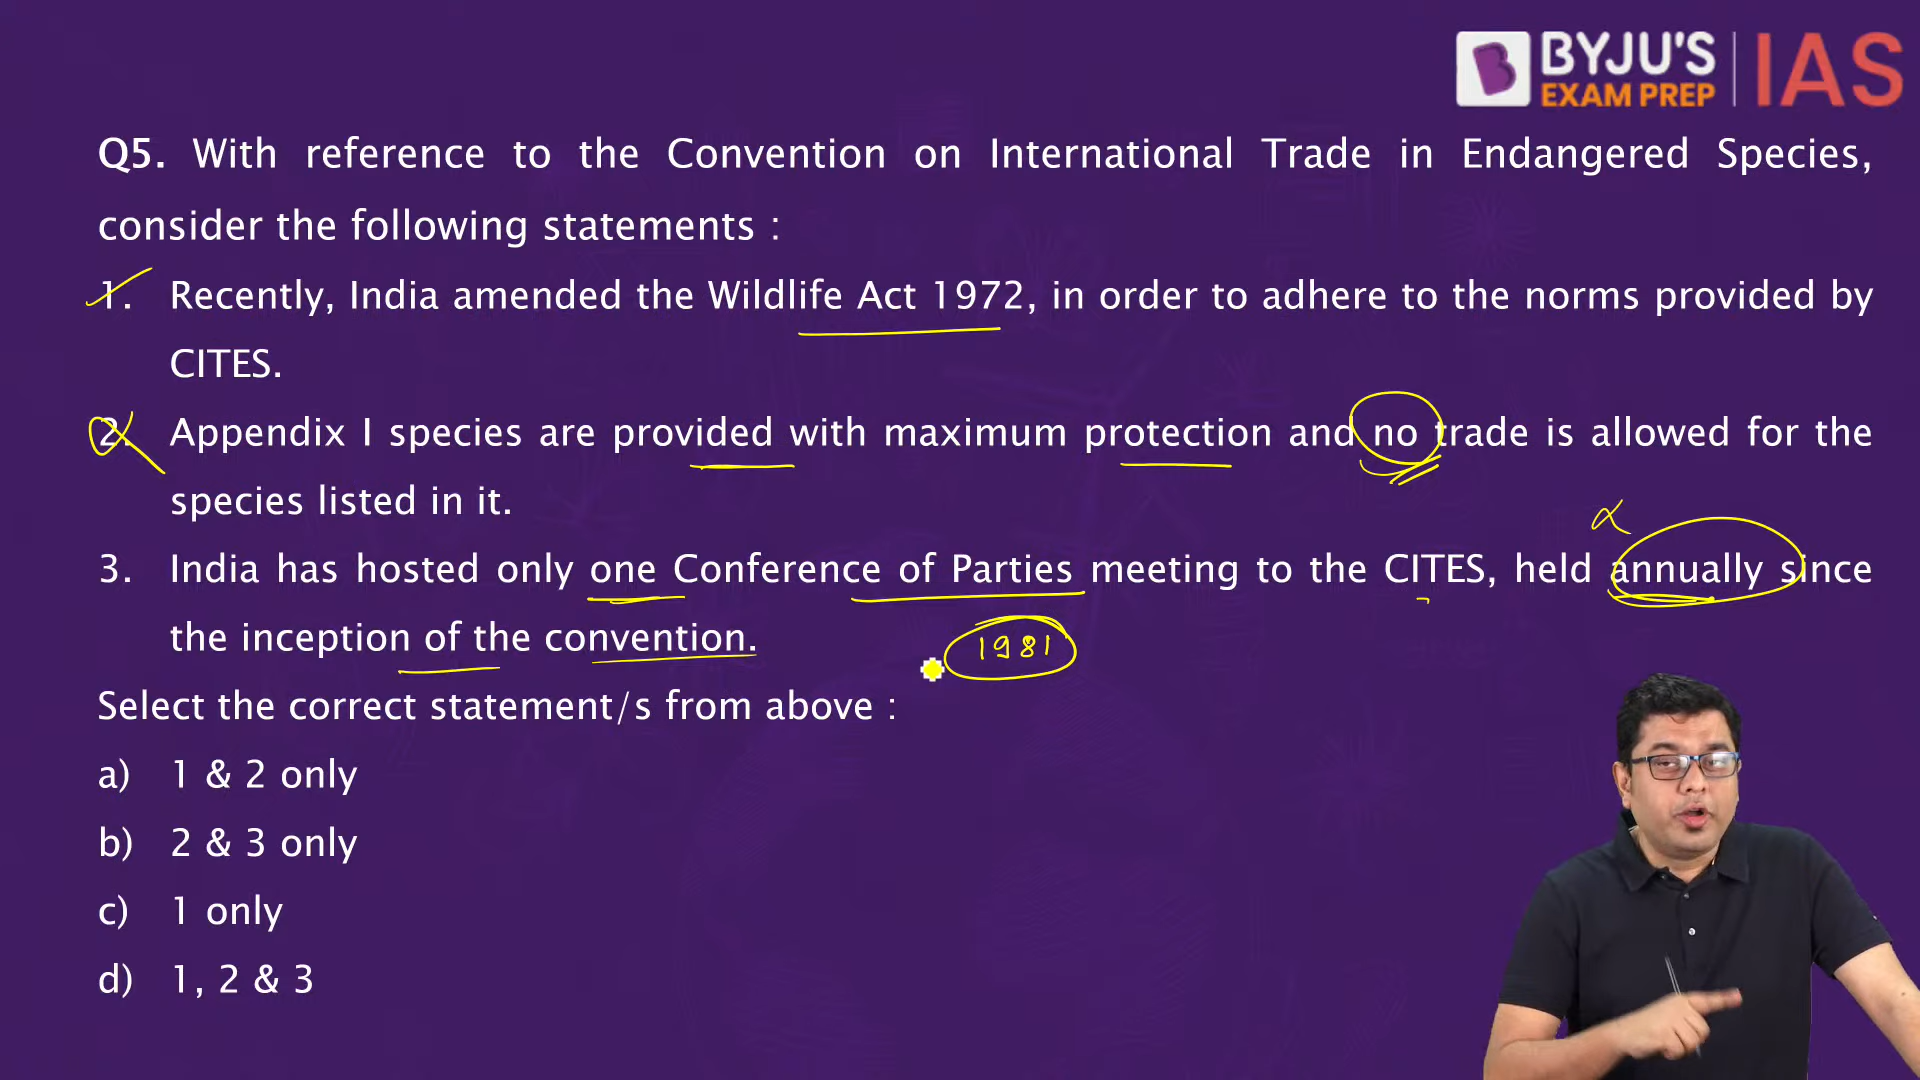 BYJU'S
EXAM PREP
IAS
Q5. With reference to the Convention on International Trade in Endangered Species,
consider the following statements :
1. Recently, India amended the Wildlife Act 1972, in order to adhere to the norms provided by
CITES.
2. Appendix I species are provided with maximum protection and no trade is allowed for the
species listed in it.
3. India has hosted only one Conference of Parties meeting to the CITES, held annually since
the inception of the convention.
1981
Select the correct statement/s from above :
a) 1 & 2 only
b) 2 & 3 only
c) 1 only
d) 1, 2 & 3